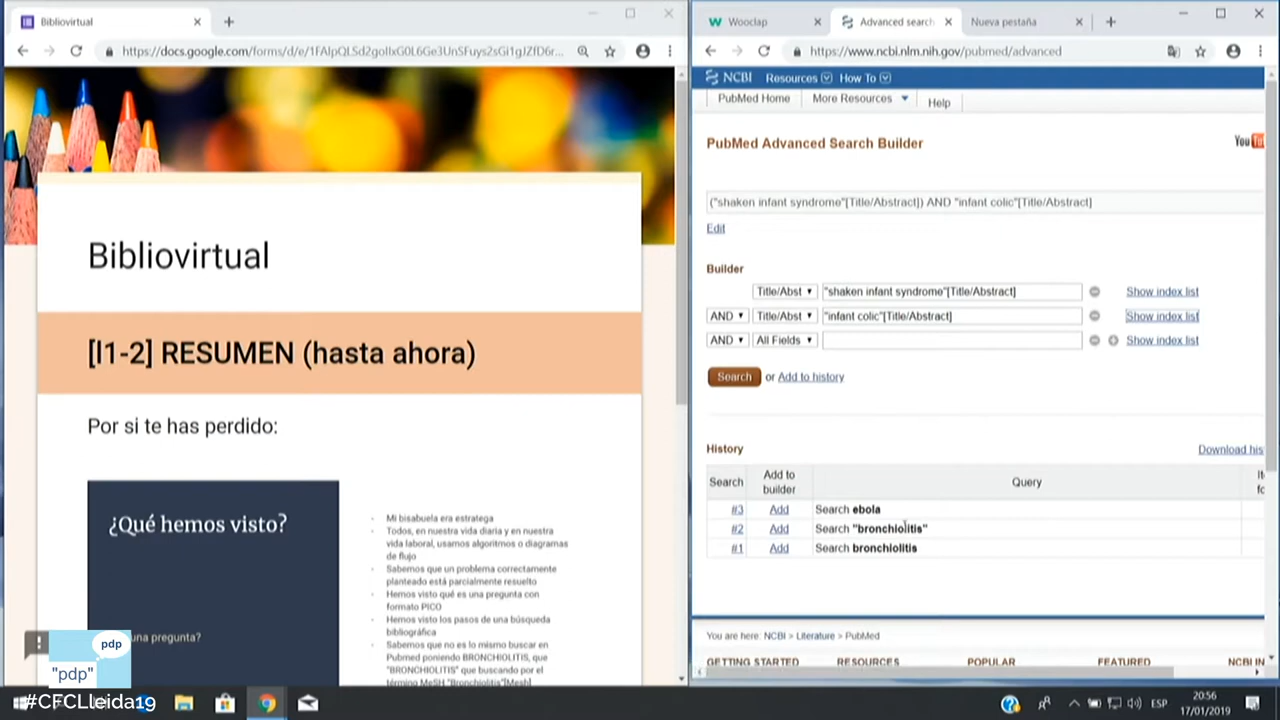 Bibliovirtual
https://docs.google.com/forms/d/e/1FAIpQLSd2goIlxG0L6Ge3UnSFuys2sGi1gJZfD6r...
Bibliovirtual
[I1-2] RESUMEN (hasta ahora)
Por si te has perdido:
¿Qué hemos visto?
una pregunta?
- Mi bisabuela era estratega
- Todos, en nuestra vida diaria y en nuestra
vida laboral, usamos algoritmos o diagramas
de flujo
- Sabemos que un problema correctamente
planteado está parcialmente resuelto
- Hemos visto qué es una pregunta con
formato PICO
- Hemos visto los pasos de una búsqueda
bibliográfica
- Sabemos que no es lo mismo buscar en
Pubmed poniendo BRONCHIOLITIS, que
"BRONCHIOLITIS" que buscando por el
término MeSH "Bronchiolitis"[Mesh]
pdp
"pdp"
#CFCLleida19
Wooclap
Advanced search
Nueva pestaña
https://www.ncbi.nlm.nih.gov/pubmed/advanced
NCBI Resources How To
PubMed Home More Resources Help
PubMed Advanced Search Builder
You
("shaken infant syndrome"[Title/Abstract]) AND "infant colic"[Title/Abstract]
Edit
Builder
Title/Abst "shaken infant syndrome"[Title/Abstract] Show index list
AND Title/Abst "infant colic"[Title/Abstract] Show index list
AND All Fields Show index list
Search or Add to history
History Download his
Search Add to builder Query
#3 Add Search ebola
#2 Add Search "bronchiolitis"
#1 Add Search bronchiolitis
You are here: NCBI > Literature > PubMed
GETTING STARTED RESOURCES POPULAR FEATURED NCBI IN
ESP
20:56
17/01/2019